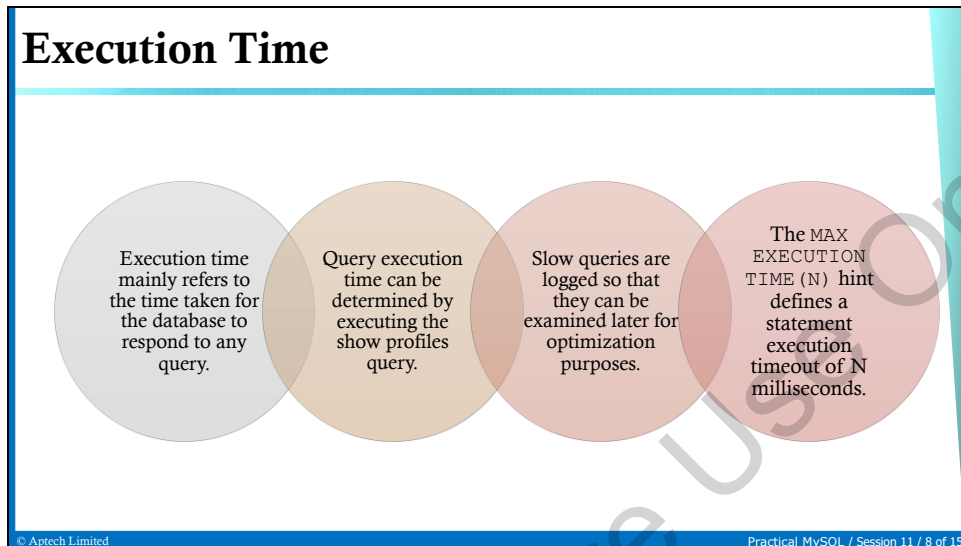 Execution Time
Execution time
mainly refers to
the time taken for
the database to
respond to any
query.
Query execution
time can be
determined by
executing the
show profiles
query.
Slow queries are
logged so that
they can be
examined later for
optimization
purposes.
The MAX
EXECUTION
TIME(N) hint
defines a
statement
execution
timeout of N
milliseconds.
Use
© Aptech Limited
Practical MySQL / Session 11 / 8 of 15